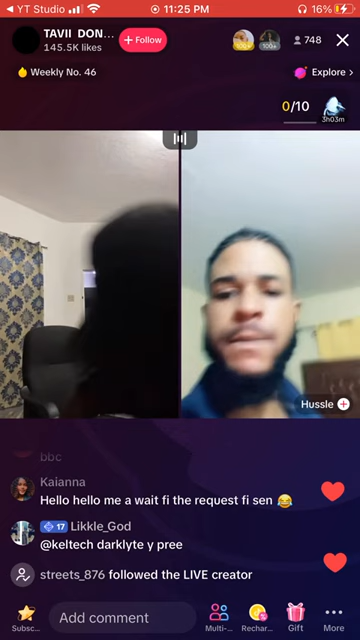 YT Studio
11:25 PM
16%
TAVII DON...
145.5K likes
+ Follow
100+
100+
748
Weekly No. 46
Explore >
0/10
3h03m
Hussle
bbc
Kaianna
Hello hello me a wait fi the request fi sen 😂
17 Likkle_God
@keltech darklyte y pree
streets_876 followed the LIVE creator
Add comment
Subsc...
Multi-...
Rechar...
Gift
More